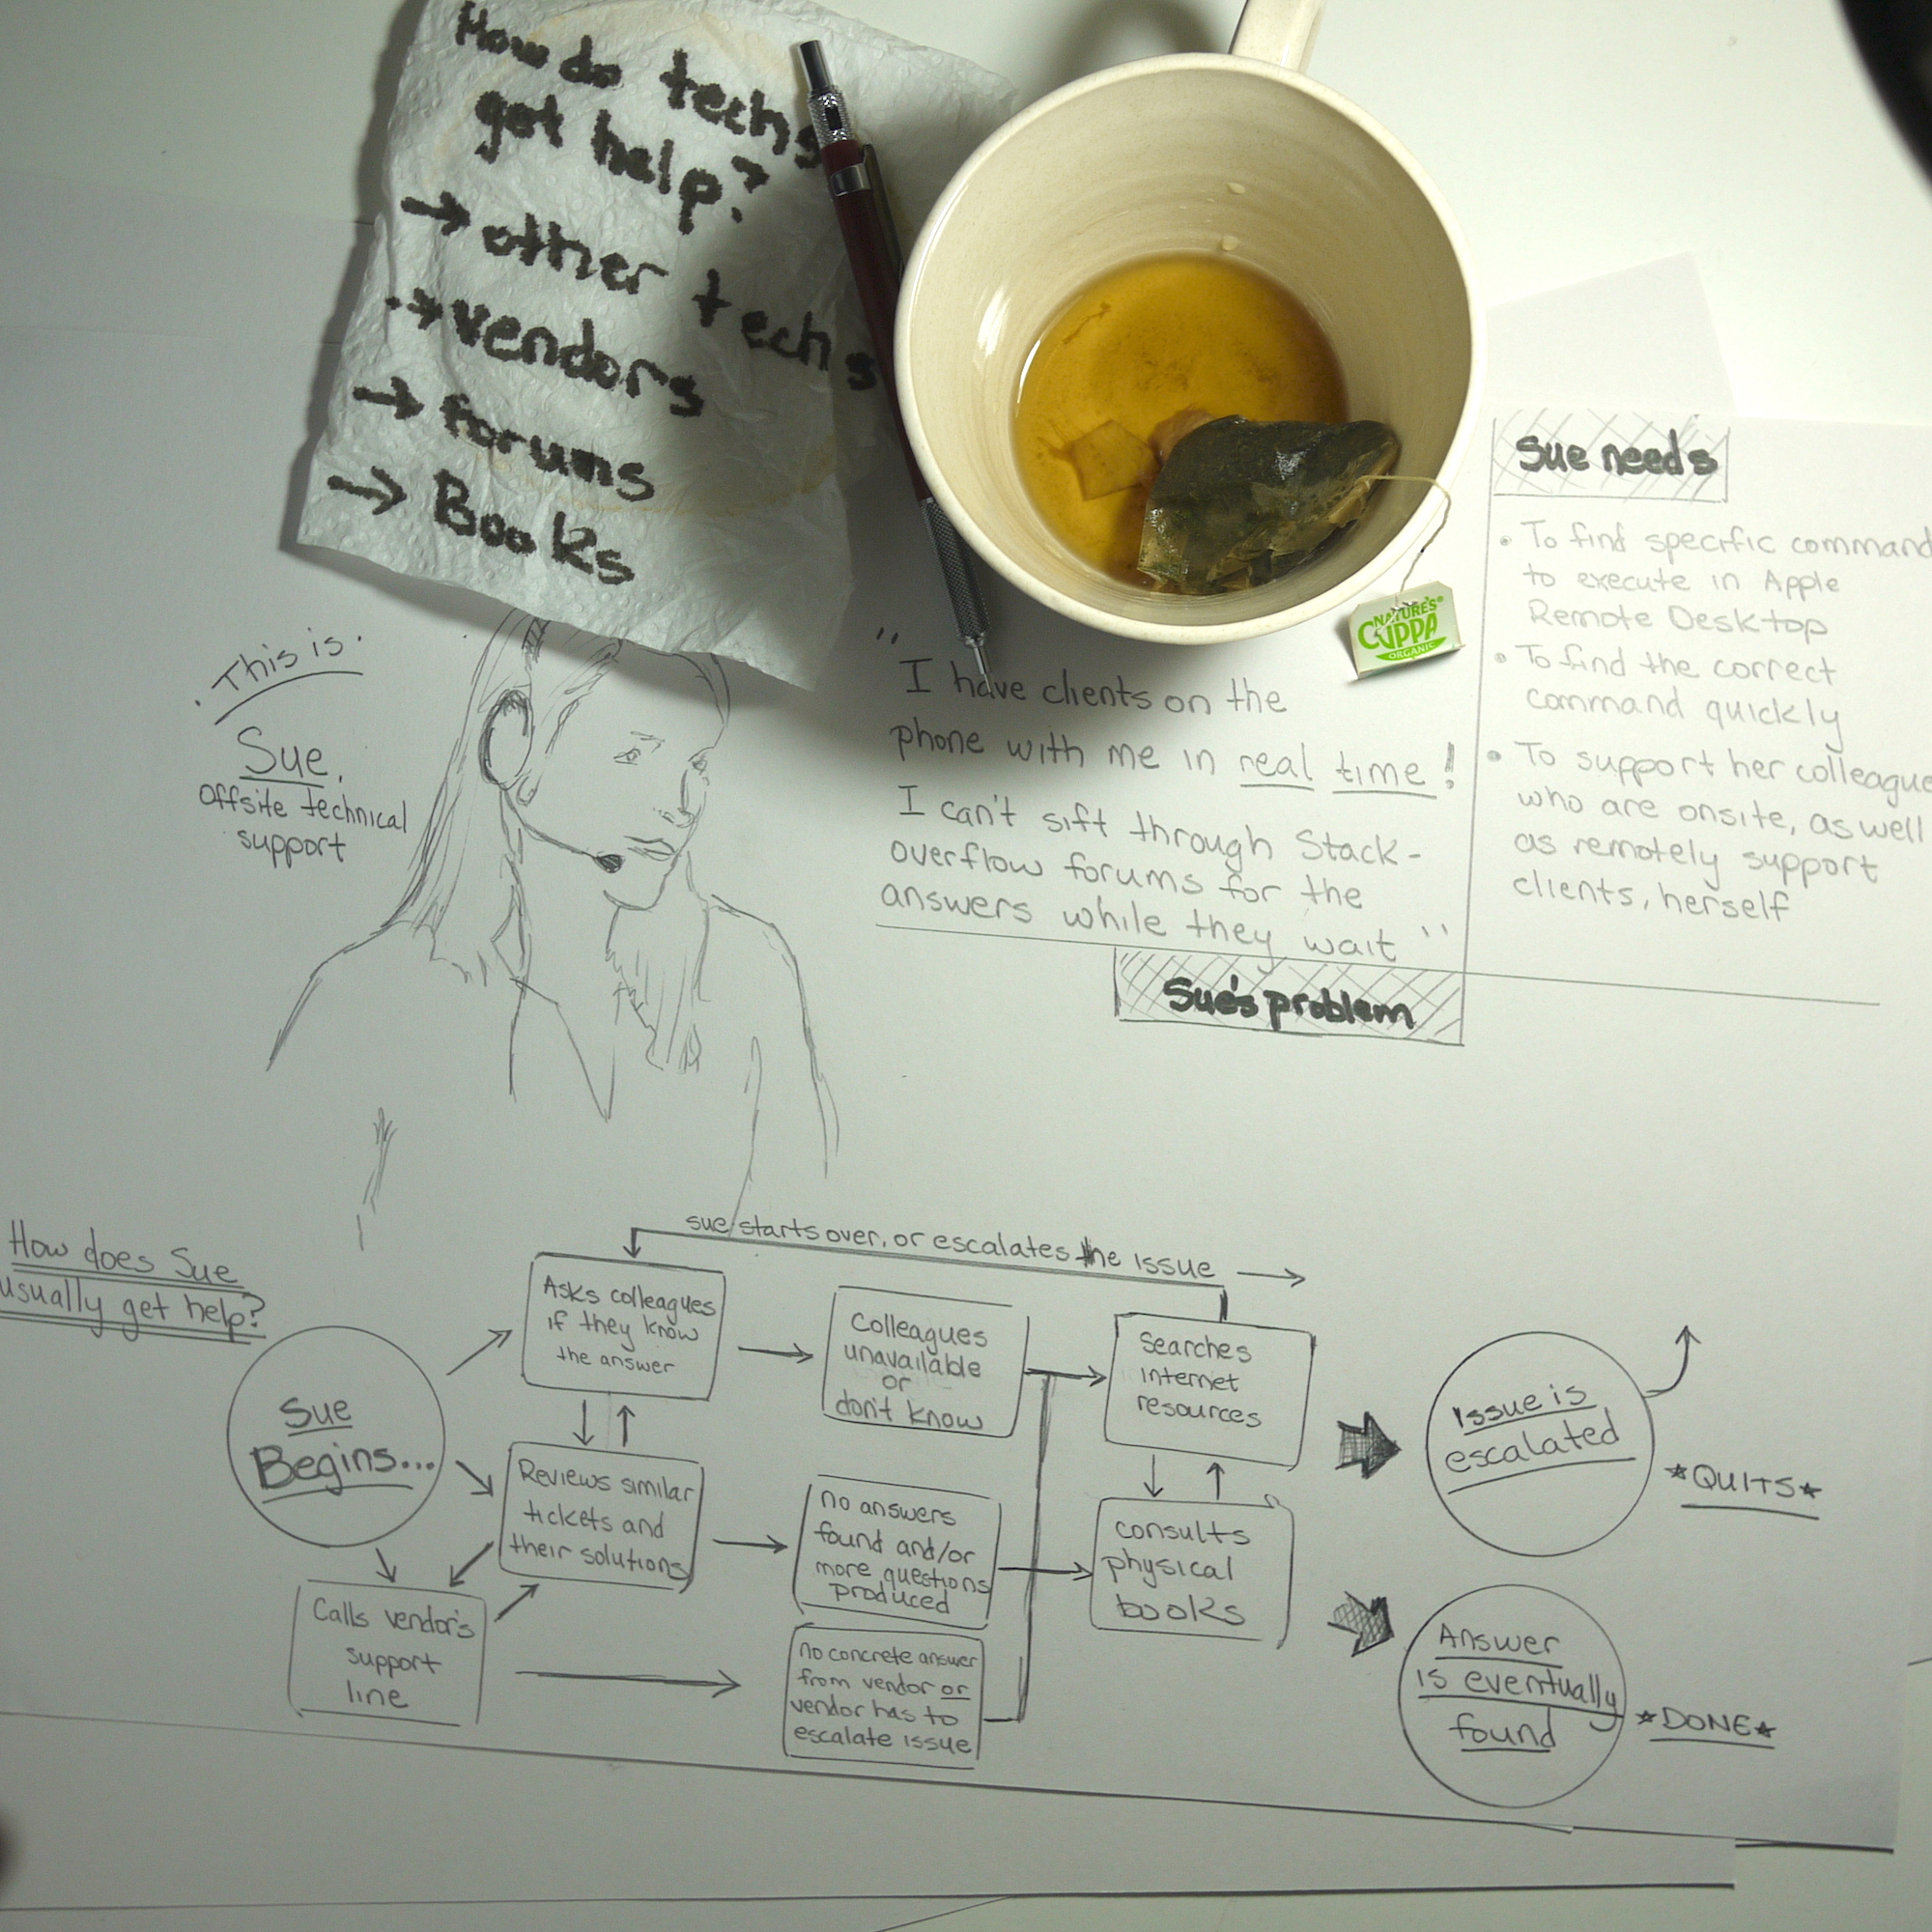 How do techs
get help?
→ other techs
→ vendors
→ forums
→ Books
NATURE'S®
CUPPA
ORGANIC
. This is .
Sue,
Offsite technical
support
"I have clients on the
phone with me in real time!
I can't sift through Stack-
overflow forums for the
answers while they wait"
Sue's problem
Sue needs
• To find specific command
to execute in Apple
Remote Desktop
• To find the correct
command quickly
• To support her colleague
who are onsite, as well
as remotely support
clients, herself
How does Sue
usually get help?
sue starts over, or escalates the issue →
Sue
Begins...
Asks colleagues
if they know
the answer
Reviews similar
tickets and
their solutions
Calls vendor's
support
line
Colleagues
unavailable
or
don't know
no answers
found and/or
more questions
produced
no concrete answer
from vendor or
vendor has to
escalate issue
Searches
internet
resources
consults
physical
books
Issue is
escalated
*QUITS*
Answer
is eventually
found
*DONE*